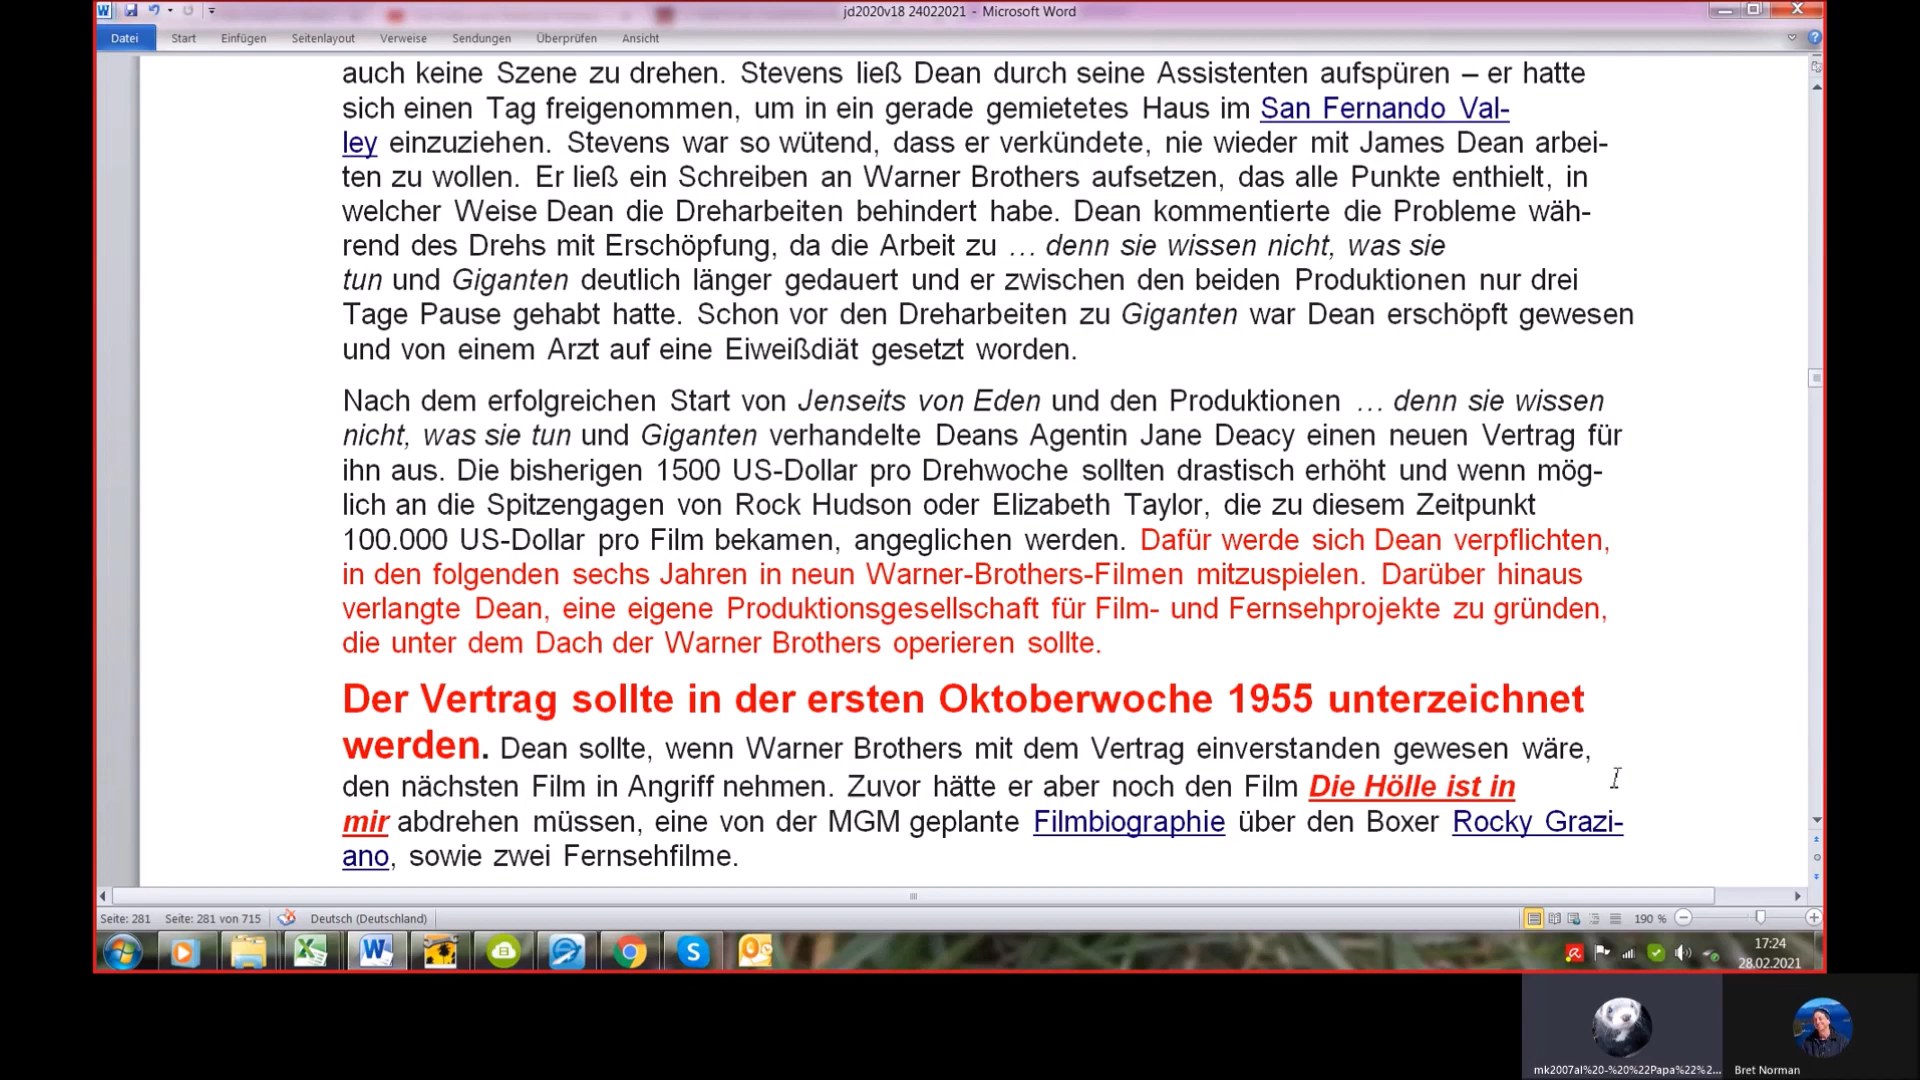 jd2020v18 24022021 - Microsoft Word
Datei Start Einfügen Seitenlayout Verweise Sendungen Überprüfen Ansicht
auch keine Szene zu drehen. Stevens ließ Dean durch seine Assistenten aufspüren – er hatte
sich einen Tag freigenommen, um in ein gerade gemietetes Haus im San Fernando Val-
ley einzuziehen. Stevens war so wütend, dass er verkündete, nie wieder mit James Dean arbei-
ten zu wollen. Er ließ ein Schreiben an Warner Brothers aufsetzen, das alle Punkte enthielt, in
welcher Weise Dean die Dreharbeiten behindert habe. Dean kommentierte die Probleme wäh-
rend des Drehs mit Erschöpfung, da die Arbeit zu … denn sie wissen nicht, was sie
tun und Giganten deutlich länger gedauert und er zwischen den beiden Produktionen nur drei
Tage Pause gehabt hatte. Schon vor den Dreharbeiten zu Giganten war Dean erschöpft gewesen
und von einem Arzt auf eine Eiweißdiät gesetzt worden.
Nach dem erfolgreichen Start von Jenseits von Eden und den Produktionen … denn sie wissen
nicht, was sie tun und Giganten verhandelte Deans Agentin Jane Deacy einen neuen Vertrag für
ihn aus. Die bisherigen 1500 US-Dollar pro Drehwoche sollten drastisch erhöht und wenn mög-
lich an die Spitzengagen von Rock Hudson oder Elizabeth Taylor, die zu diesem Zeitpunkt
100.000 US-Dollar pro Film bekamen, angeglichen werden. Dafür werde sich Dean verpflichten,
in den folgenden sechs Jahren in neun Warner-Brothers-Filmen mitzuspielen. Darüber hinaus
verlangte Dean, eine eigene Produktionsgesellschaft für Film- und Fernsehprojekte zu gründen,
die unter dem Dach der Warner Brothers operieren sollte.
Der Vertrag sollte in der ersten Oktoberwoche 1955 unterzeichnet
werden. Dean sollte, wenn Warner Brothers mit dem Vertrag einverstanden gewesen wäre,
den nächsten Film in Angriff nehmen. Zuvor hätte er aber noch den Film Die Hölle ist in
mir abdrehen müssen, eine von der MGM geplante Filmbiographie über den Boxer Rocky Grazi-
ano, sowie zwei Fernsehfilme.
Seite: 281 Seite: 281 von 715 Deutsch (Deutschland) 190 %
17:24
28.02.2021
mk2007al%20-%20%22Papa%22%2... Bret Norman